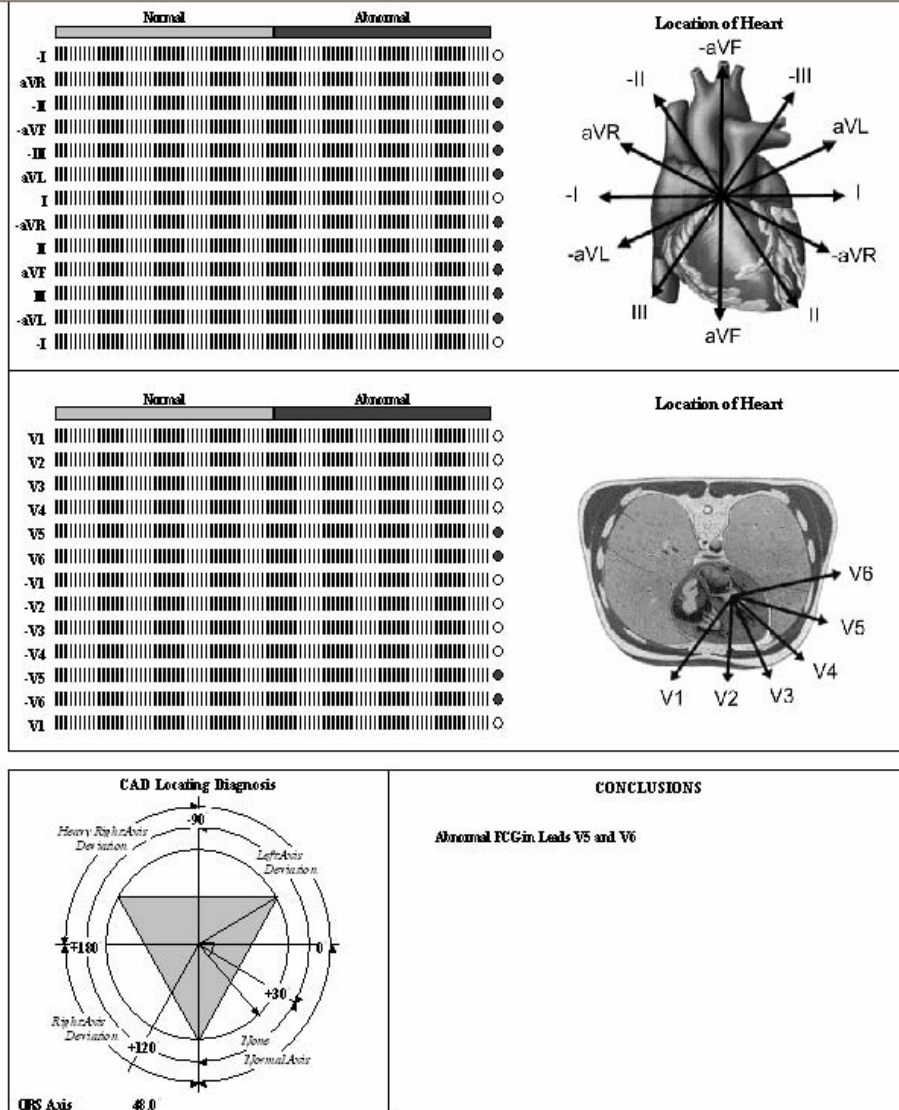 Normal Abnormal
Location of Heart
-I
aVR
-II
-aVF
-III
aVL
I
-aVR
II
aVF
III
-aVL
-I
-aVF
-II
-III
aVR
aVL
-I
I
-aVL
-aVR
III
II
aVF
Normal Abnormal
Location of Heart
V1
V2
V3
V4
V5
V6
-V1
-V2
-V3
-V4
-V5
-V6
V1
V6
V5
V4
V1 V2 V3
CAD Locating Diagnosis
-90
Heavy Right Axis
Deviation
Left Axis
Deviation
+180
0
+30
Right Axis
Deviation
+120
Normal Axis
QRS Axis 48.0
CONCLUSIONS
Abnormal FCG in Leads V5 and V6